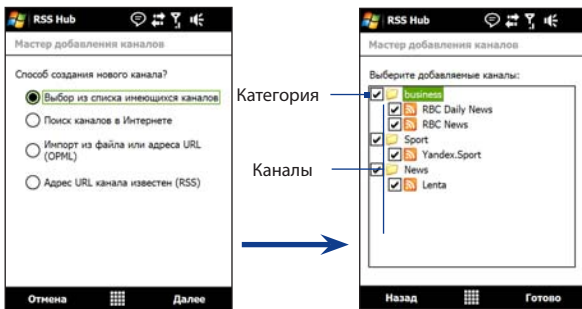 RSS Hub
Мастер добавления каналов
Способ создания нового канала?
Выбор из списка имеющихся каналов
Поиск каналов в Интернете
Импорт из файла или адреса URL
(OPML)
Адрес URL канала известен (RSS)
Отмена
Далее
Категория
Каналы
RSS Hub
Мастер добавления каналов
Выберите добавляемые каналы:
business
RBC Daily News
RBC News
Sport
Yandex.Sport
News
Lenta
Назад
Готово